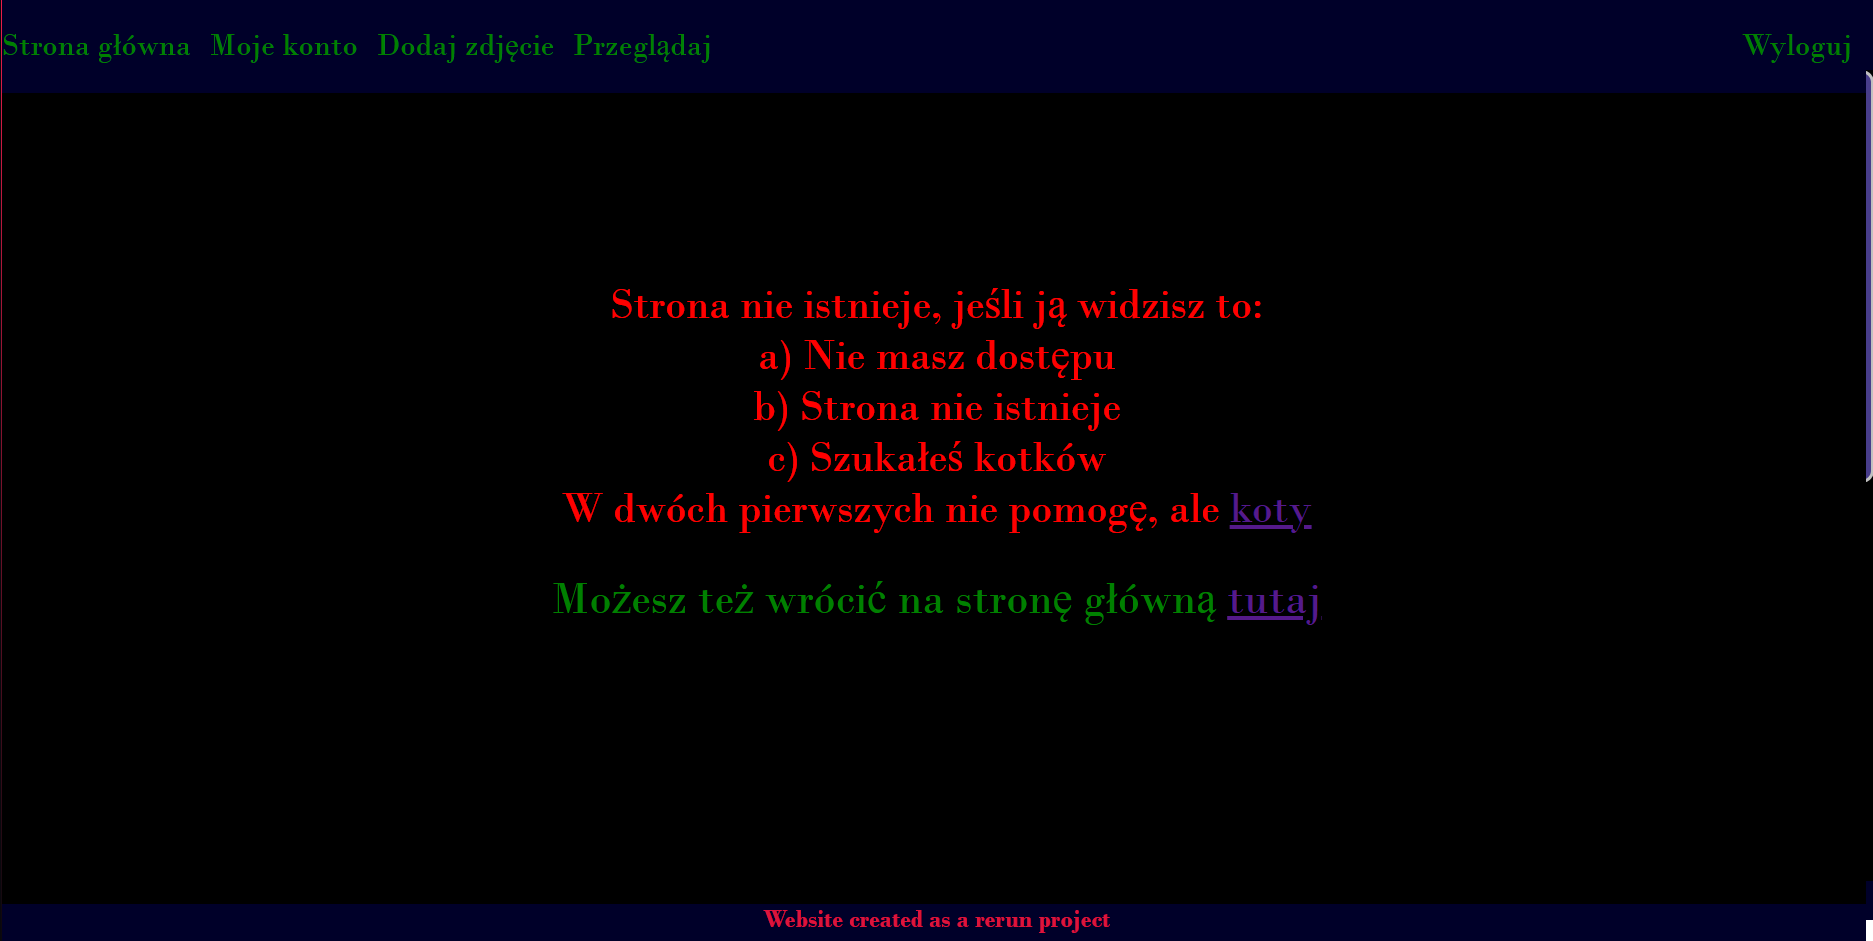 Strona główna Moje konto Dodaj zdjęcie Przeglądaj Wyloguj
Strona nie istnieje, jeśli ją widzisz to:
a) Nie masz dostępu
b) Strona nie istnieje
c) Szukałeś kotków
W dwóch pierwszych nie pomogę, ale koty
Możesz też wrócić na stronę główną tutaj
Website created as a rerun project